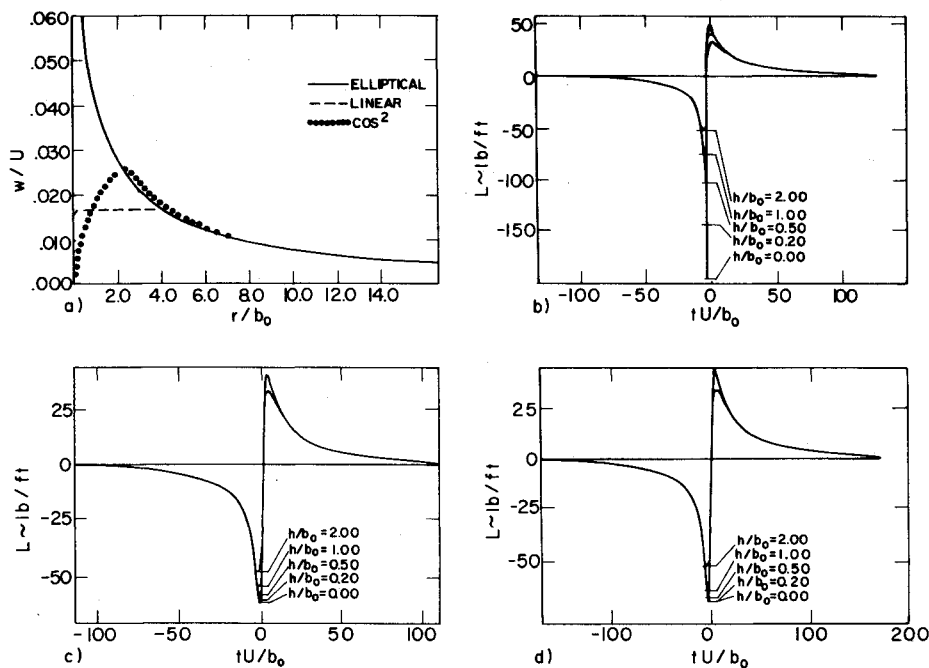 .060
.050
.040
.030
.020
.010
.000
w/U
ELLIPTICAL
LINEAR
COS²
2.0 4.0 6.0 8.0 10.0 12.0 14.0
a) r/b₀
50
0
-50
-100
-150
L~lb/ft
h/b₀=2.00
h/b₀=1.00
h/b₀=0.50
h/b₀=0.20
h/b₀=0.00
-100 -50 0 50 100
b) tU/b₀
25
0
-25
-50
L~lb/ft
h/b₀=2.00
h/b₀=1.00
h/b₀=0.50
h/b₀=0.20
h/b₀=0.00
-100 -50 0 50 100
c) tU/b₀
25
0
-25
-50
L~lb/ft
h/b₀=2.00
h/b₀=1.00
h/b₀=0.50
h/b₀=0.20
h/b₀=0.00
-100 0 100 200
d) tU/b₀